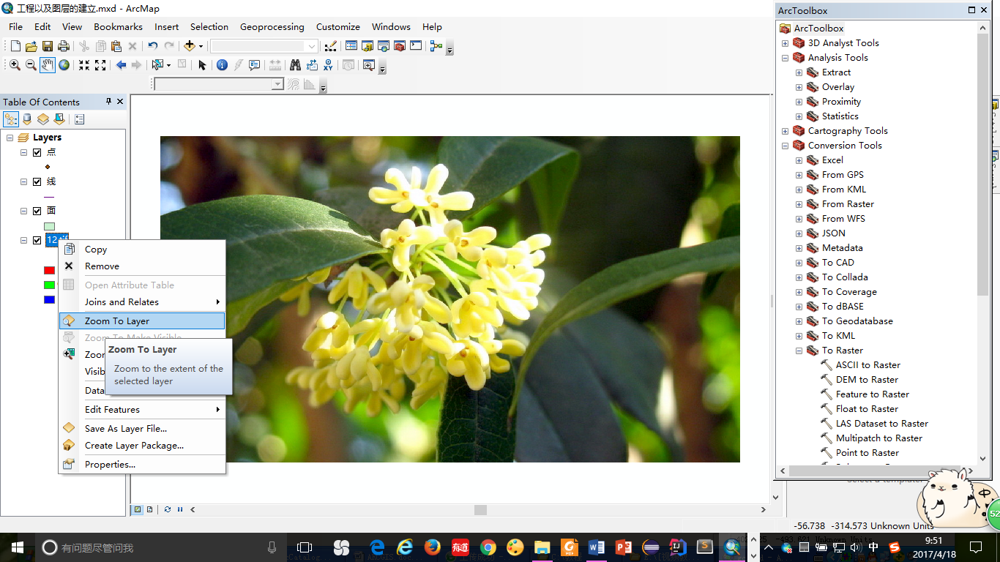 工程以及图层的建立.mxd - ArcMap
File Edit View Bookmarks Insert Selection Geoprocessing Customize Windows Help
Table Of Contents
Layers
点
线
面
Copy
Remove
Open Attribute Table
Joins and Relates
Zoom To Layer
Zoom To Make Visible
Zoom To Layer
Zoom to the extent of the
selected layer
Data
Edit Features
Save As Layer File...
Create Layer Package...
Properties...
ArcToolbox
ArcToolbox
3D Analyst Tools
Analysis Tools
Extract
Overlay
Proximity
Statistics
Cartography Tools
Conversion Tools
Excel
From GPS
From KML
From Raster
From WFS
JSON
Metadata
To CAD
To Collada
To Coverage
To dBASE
To Geodatabase
To KML
To Raster
ASCII to Raster
DEM to Raster
Feature to Raster
Float to Raster
LAS Dataset to Raster
Multipatch to Raster
Point to Raster
中
52
-56.738 -314.573 Unknown Units
有问题尽管问我
有道
中
9:51
2017/4/18